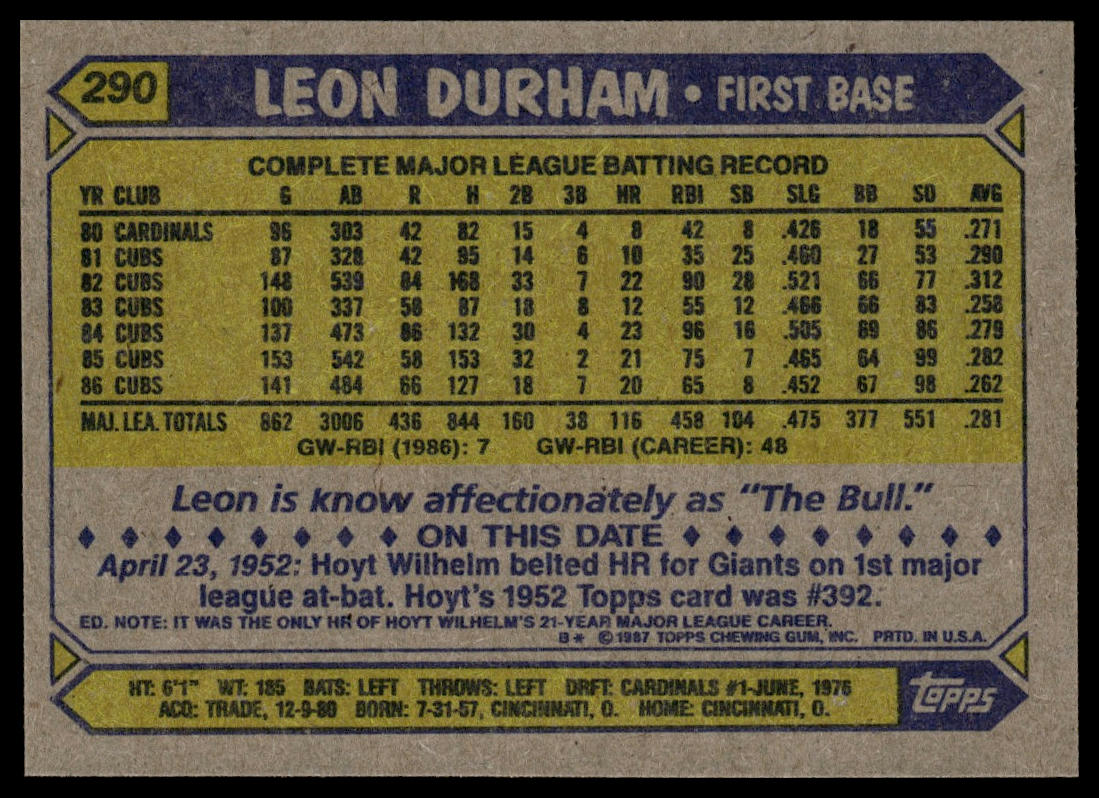 290 LEON DURHAM • FIRST BASE
COMPLETE MAJOR LEAGUE BATTING RECORD
YR CLUB G AB R H 2B 3B HR RBI SB SLG BB SO AVG
80 CARDINALS 96 303 42 82 15 4 8 42 8 .426 18 55 .271
81 CUBS 87 328 42 95 14 6 10 35 25 .460 27 53 .290
82 CUBS 148 539 84 168 33 7 22 90 28 .521 66 77 .312
83 CUBS 100 337 58 87 18 8 12 55 12 .466 66 83 .258
84 CUBS 137 473 86 132 30 4 23 96 16 .505 69 86 .279
85 CUBS 153 542 58 153 32 2 21 75 7 .465 64 99 .282
86 CUBS 141 484 66 127 18 7 20 65 8 .452 67 98 .262
MAJ. LEA. TOTALS 862 3006 436 844 160 38 116 458 104 .475 377 551 .281
GW-RBI (1986): 7 GW-RBI (CAREER): 48
Leon is know affectionately as "The Bull."
♦ ♦ ♦ ♦ ♦ ♦ ♦ ♦ ON THIS DATE ♦ ♦ ♦ ♦ ♦ ♦ ♦ ♦
April 23, 1952: Hoyt Wilhelm belted HR for Giants on 1st major
league at-bat. Hoyt's 1952 Topps card was #392.
ED. NOTE: IT WAS THE ONLY HR OF HOYT WILHELM'S 21-YEAR MAJOR LEAGUE CAREER.
B* © 1987 TOPPS CHEWING GUM, INC. PRTD. IN U.S.A.
HT: 6'1" WT: 185 BATS: LEFT THROWS: LEFT DRFT: CARDINALS #1-JUNE, 1976
ACQ: TRADE, 12-9-80 BORN: 7-31-57, CINCINNATI, O. HOME: CINCINNATI, O.
TOPPS